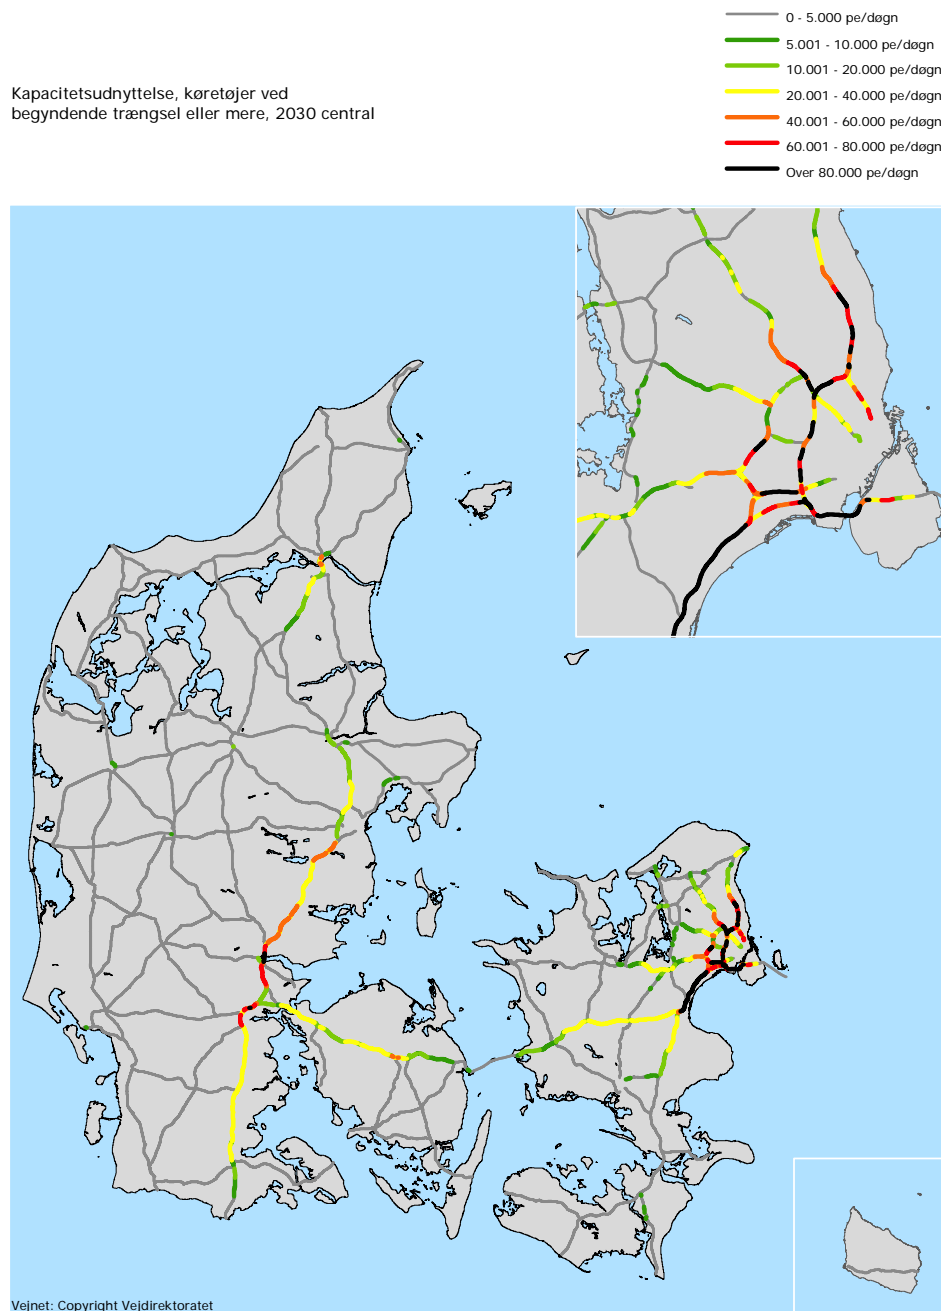 0 - 5.000 pe/døgn
5.001 - 10.000 pe/døgn
10.001 - 20.000 pe/døgn
20.001 - 40.000 pe/døgn
40.001 - 60.000 pe/døgn
60.001 - 80.000 pe/døgn
Over 80.000 pe/døgn
Kapacitetsudnyttelse, køretøjer ved
begyndende trængsel eller mere, 2030 central
Vejnet: Copyright Vejdirektoratet